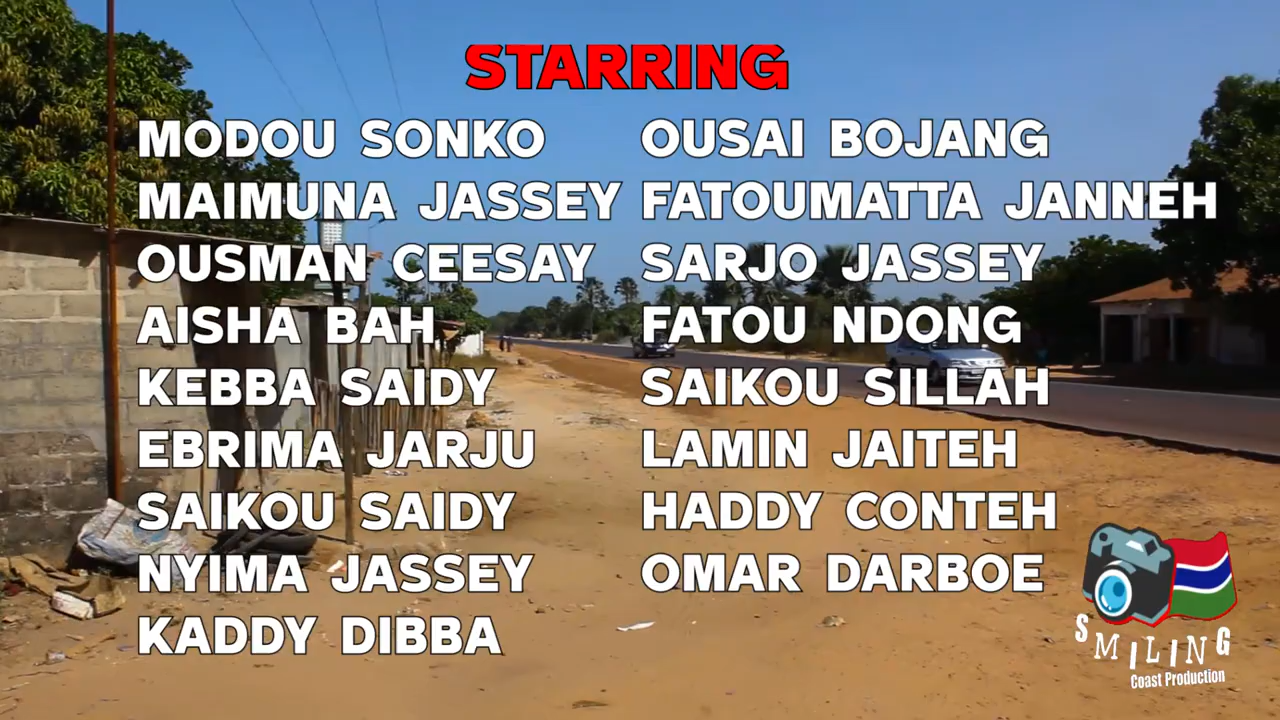 STARRING
MODOU SONKO
MAIMUNA JASSEY
OUSMAN CEESAY
AISHA BAH
KEBBA SAIDY
EBRIMA JARJU
SAIKOU SAIDY
NYIMA JASSEY
KADDY DIBBA
OUSAI BOJANG
FATOUMATTA JANNEH
SARJO JASSEY
FATOU NDONG
SAIKOU SILLAH
LAMIN JAITEH
HADDY CONTEH
OMAR DARBOE
SMILING
Coast Production